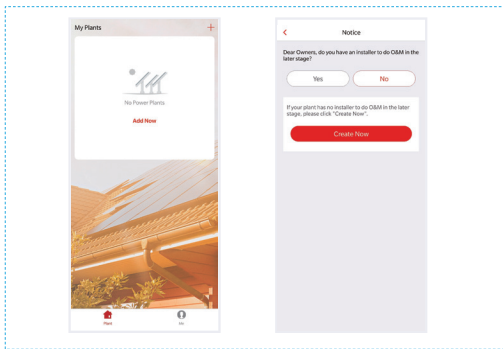 My Plants
+
No Power Plants
Add Now
Plant
Me
Notice
Dear Owners, do you have an installer to do O&M in the
later stage?
Yes
No
If your plant has no installer to do O&M in the later
stage, please click "Create Now".
Create Now